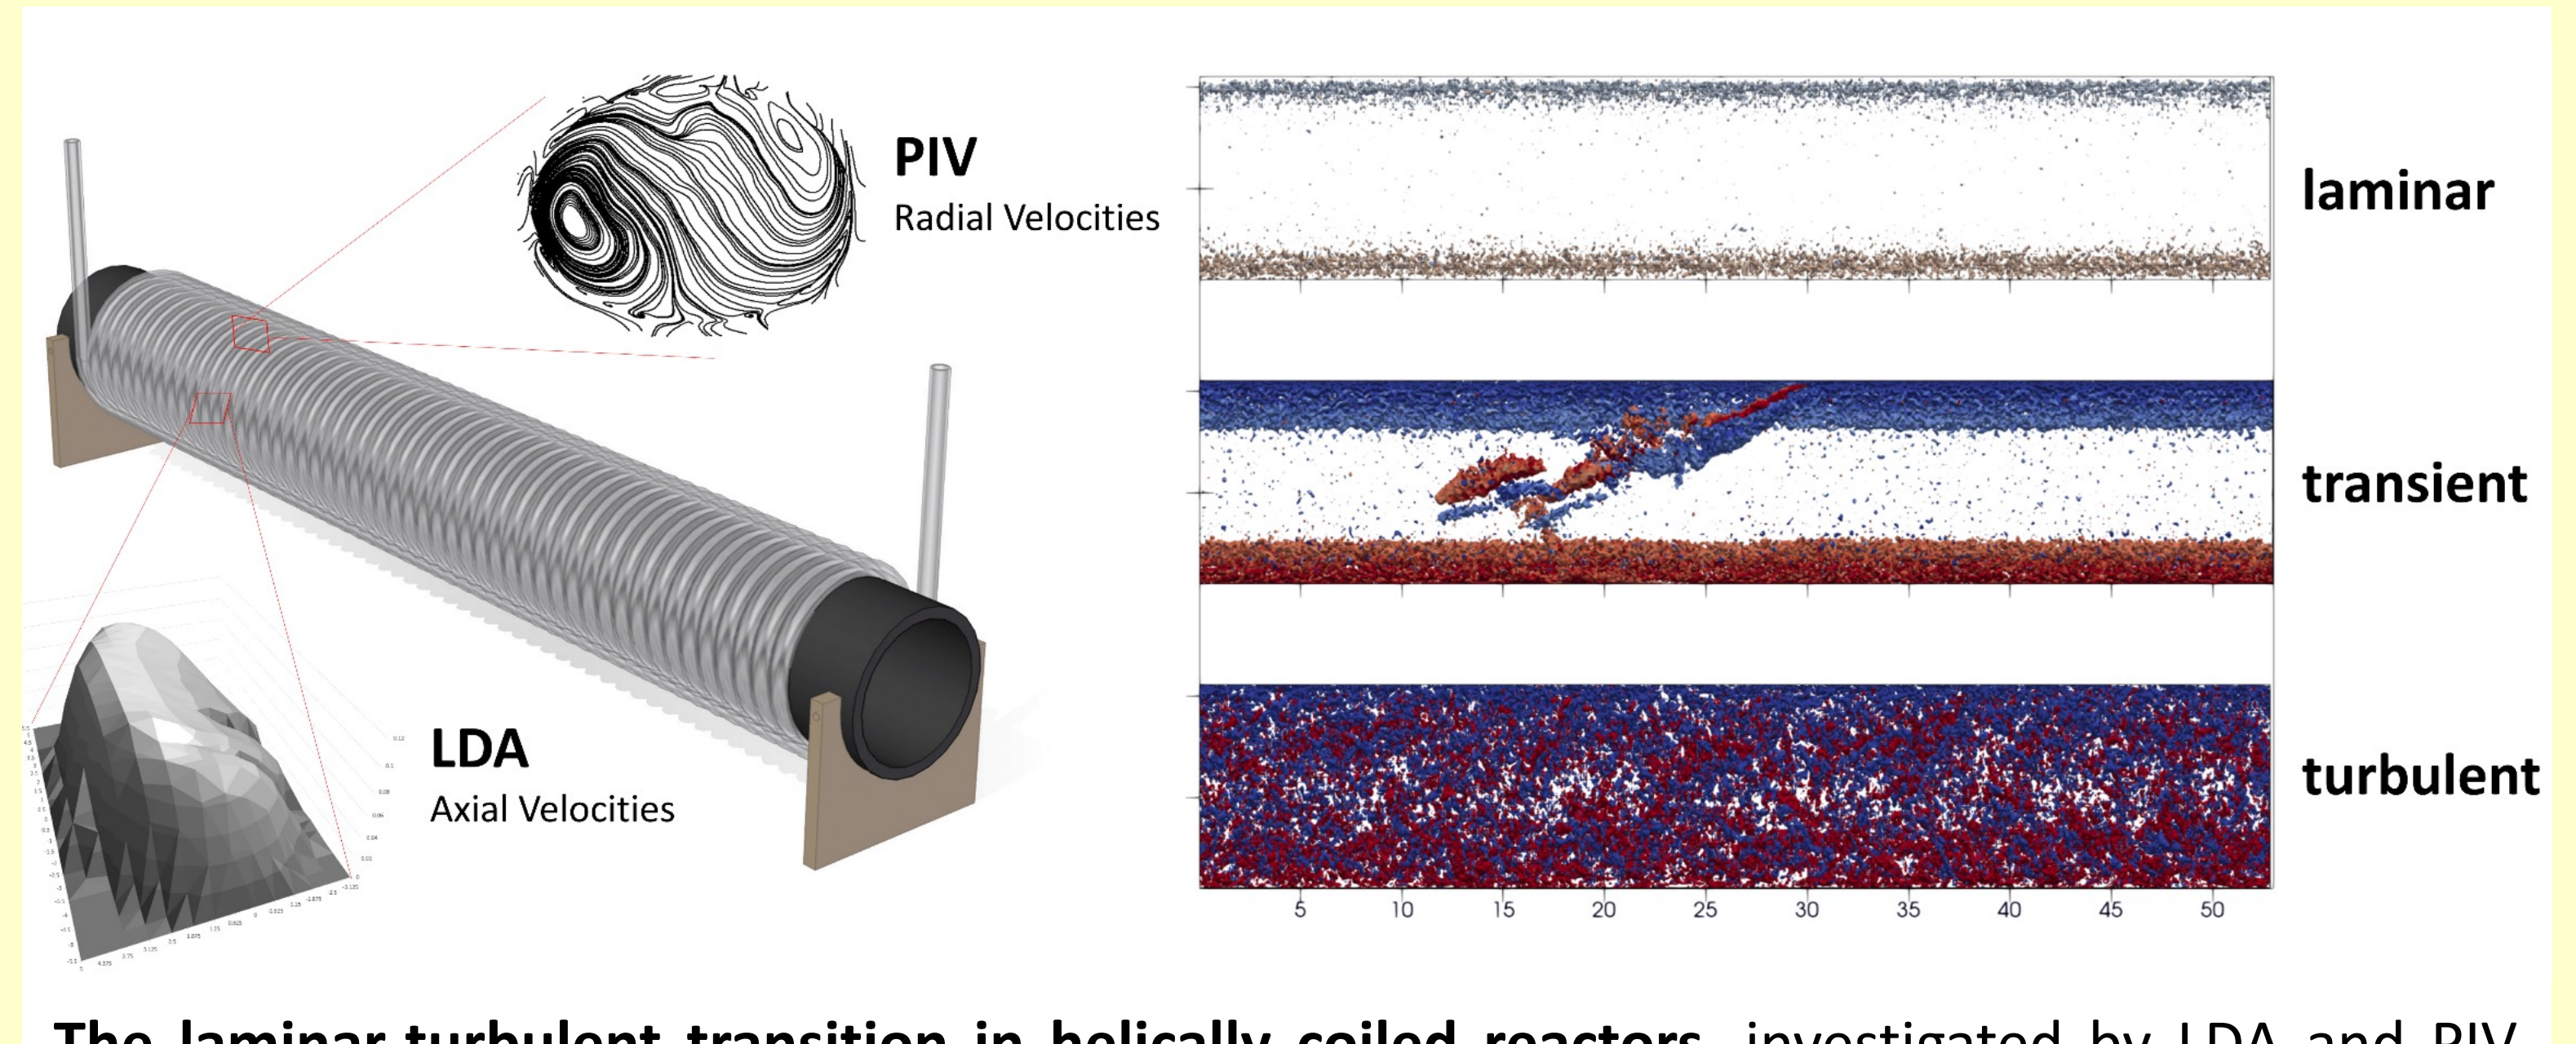 PIV
Radial Velocities
LDA
Axial Velocities
laminar
transient
turbulent
5 10 15 20 25 30 35 40 45 50
The laminar-turbulent transition in helically coiled reactors, investigated by LDA and PIV